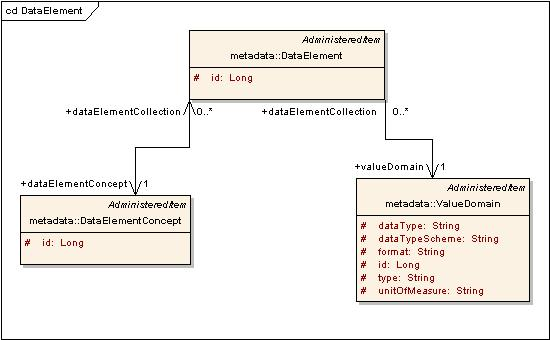 cd DataElement
AdministeredItem
metadata::DataElement
# id: Long
+dataElementCollection 0..*
+dataElementCollection 0..*
+dataElementConcept 1
+valueDomain 1
AdministeredItem
metadata::DataElementConcept
# id: Long
AdministeredItem
metadata::ValueDomain
# dataType: String
# dataTypeScheme: String
# format: String
# id: Long
# type: String
# unitOfMeasure: String